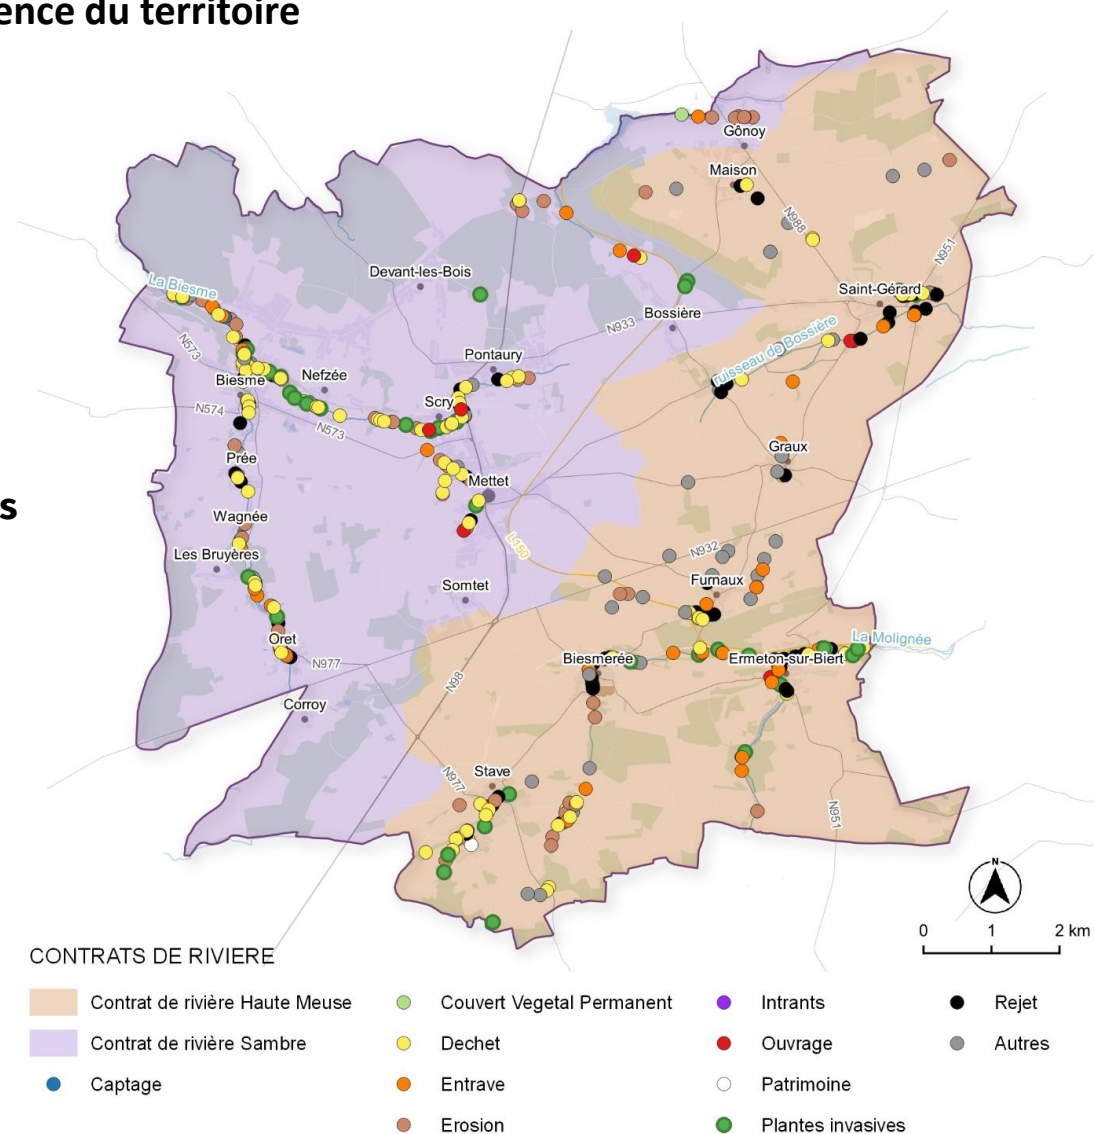 ence du territoire
Gônoy
Maison
N988
N951
Devant-les-Bois
La Biesme
Saint-Gérard
Bossière
N933
ruisseau de Bossière
N573
Pontaury
Biesme
Nefzée
N574
Scry
N573
Graux
Prée
Mettet
s
Wagnée
L150
N932
Les Bruyères
Furnaux
Somtet
Oret
La Molignée
N977
Biesmerée
Ermeton-sur-Biert
N98
Corroy
N977
Stave
N951
N
0 1 2 km
CONTRATS DE RIVIERE
Contrat de rivière Haute Meuse
Couvert Vegetal Permanent
Intrants
Rejet
Contrat de rivière Sambre
Dechet
Ouvrage
Autres
Captage
Entrave
Patrimoine
Erosion
Plantes invasives